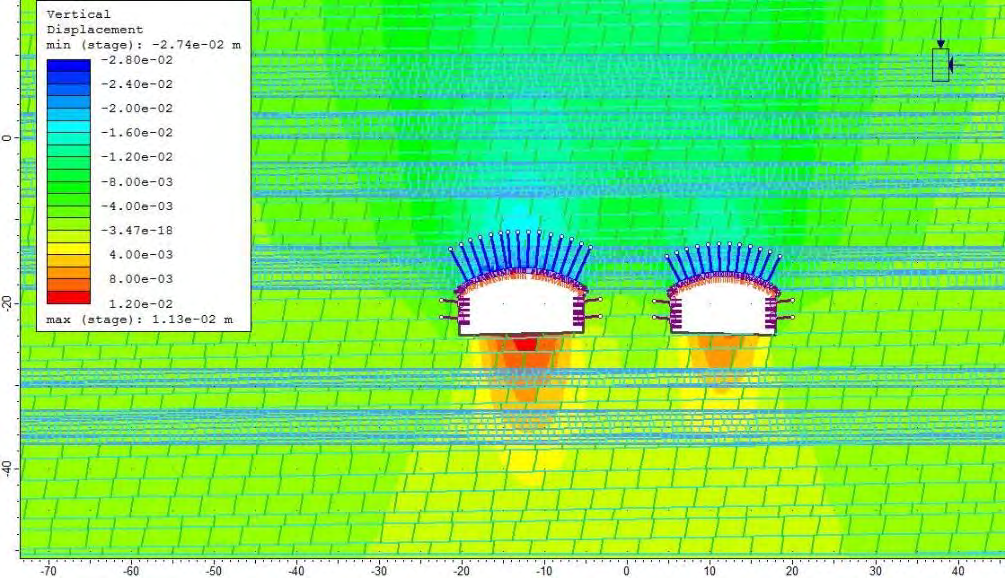 Vertical
Displacement
min (stage): -2.74e-02 m
-2.80e-02
-2.40e-02
-2.00e-02
-1.60e-02
-1.20e-02
-8.00e-03
-4.00e-03
-3.47e-18
4.00e-03
8.00e-03
1.20e-02
max (stage): 1.13e-02 m
0
-20
-40
-70 -60 -50 -40 -30 -20 -10 0 10 20 30 40